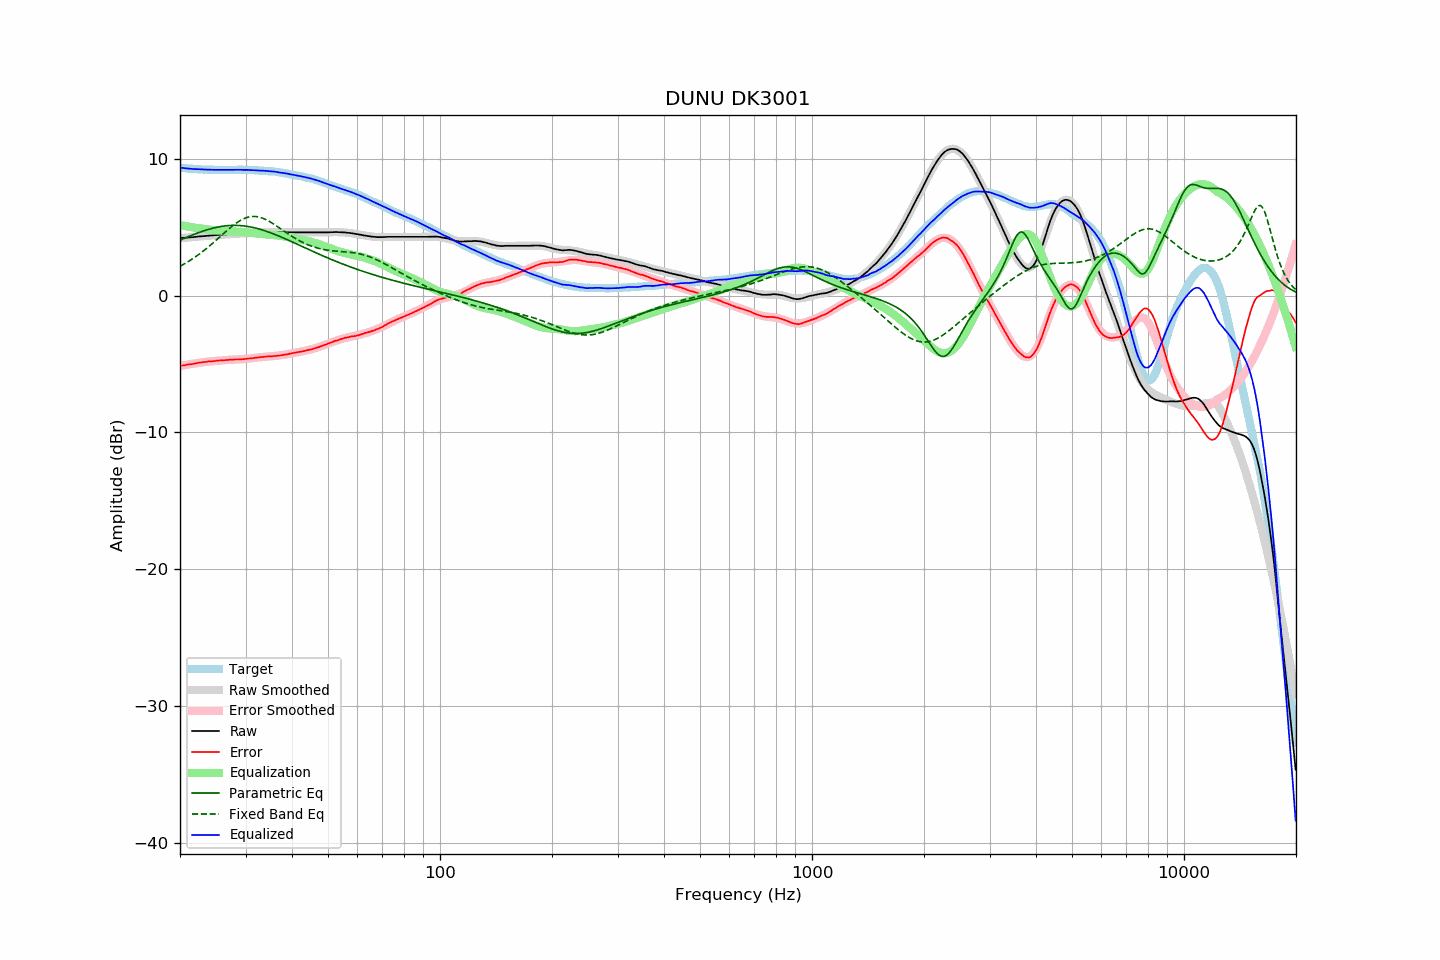 DUNU DK3001
Amplitude (dBr)
10
0
−10
−20
−30
−40
Target
Raw Smoothed
Error Smoothed
Raw
Error
Equalization
Parametric Eq
Fixed Band Eq
Equalized
100
1000
10000
Frequency (Hz)